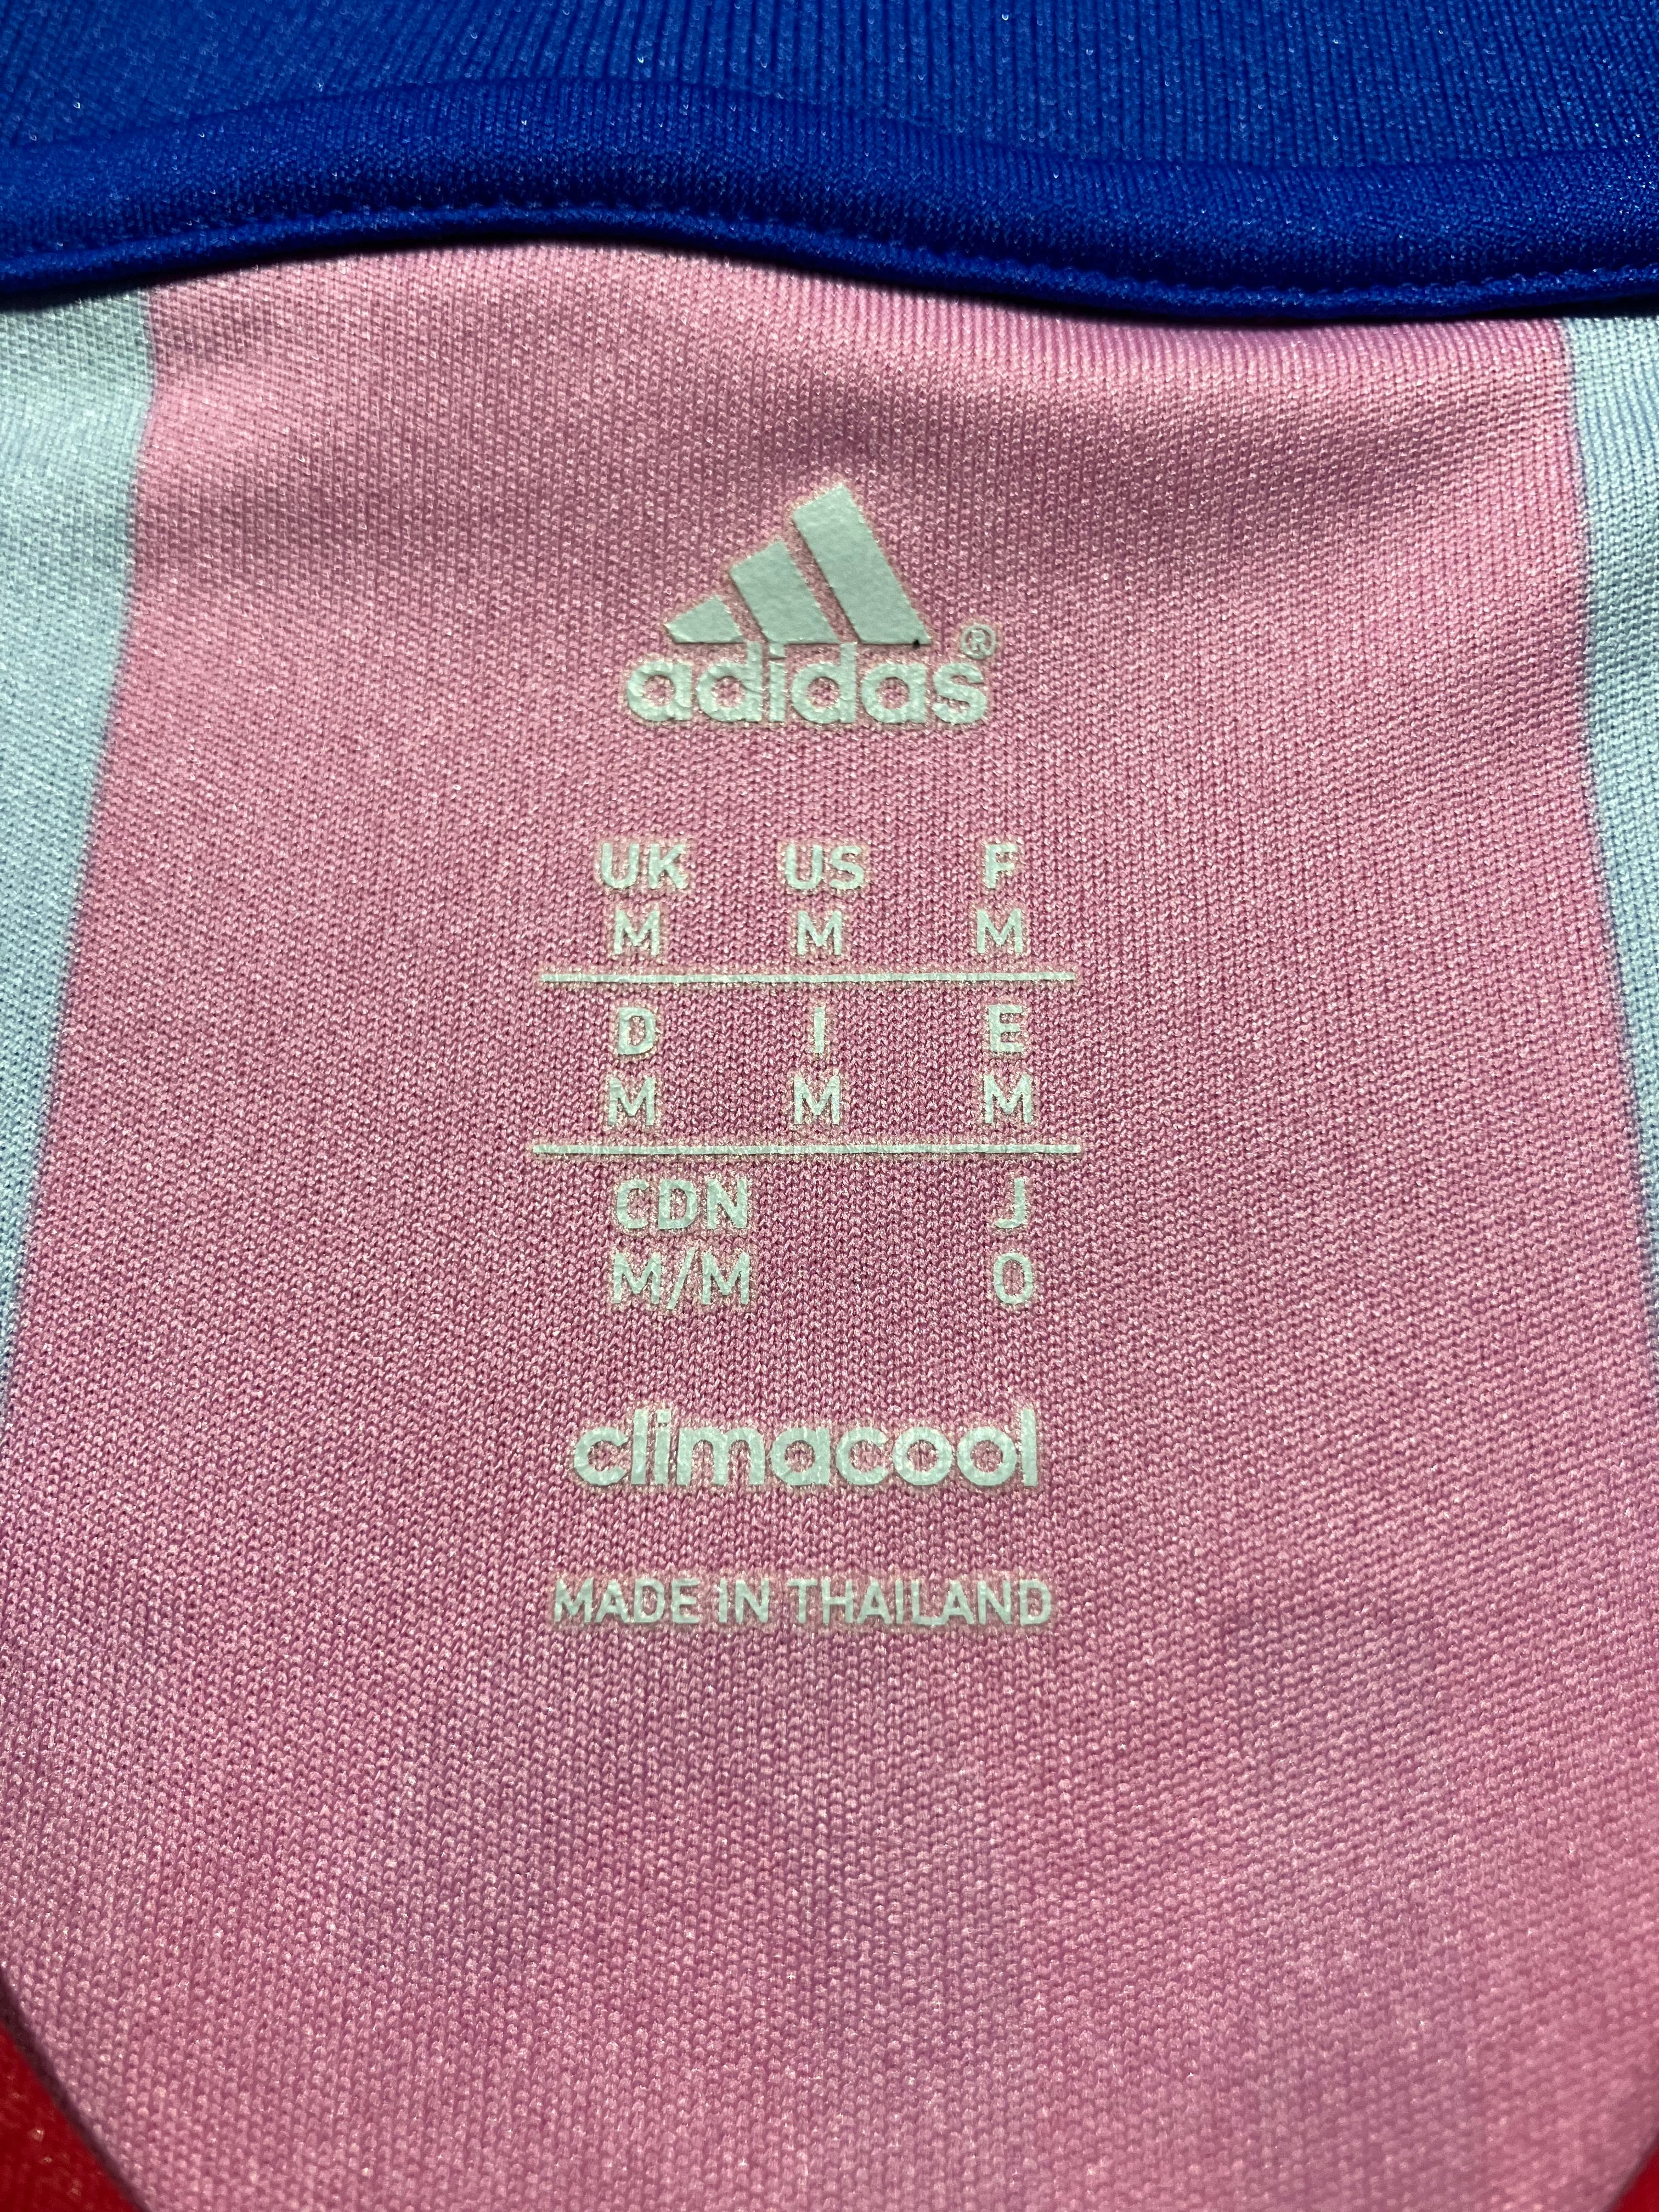 adidas®
UK US F
M M M
D I E
M M M
CDN J
M/M O
climacool
MADE IN THAILAND